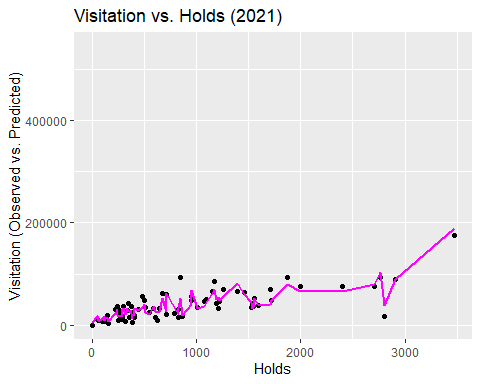 Visitation vs. Holds (2021)
Visitation (Observed vs. Predicted)
400000
200000
0
0
1000
2000
3000
Holds